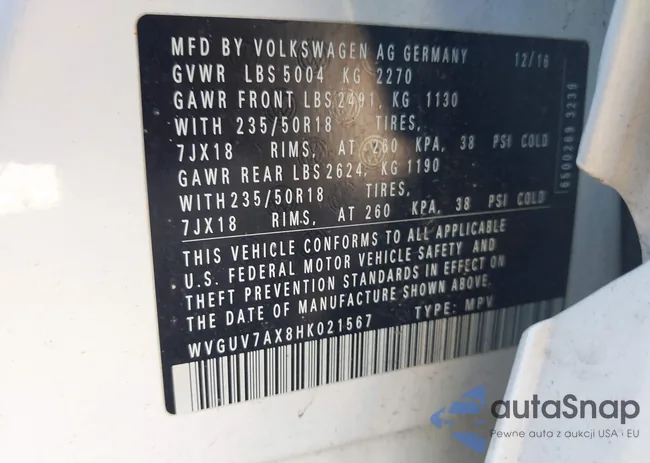 MFD BY VOLKSWAGEN AG GERMANY 12/16
GVWR LBS 5004 KG 2270
GAWR FRONT LBS 2491, KG 1130
WITH 235/50R18 TIRES,
7JX18 RIMS, AT 260 KPA, 38 PSI COLD
GAWR REAR LBS 2624, KG 1190
WITH 235/50R18 TIRES,
7JX18 RIMS, AT 260 KPA, 38 PSI COLD
THIS VEHICLE CONFORMS TO ALL APPLICABLE
U.S. FEDERAL MOTOR VEHICLE SAFETY AND
THEFT PREVENTION STANDARDS IN EFFECT ON
THE DATE OF MANUFACTURE SHOWN ABOVE.
WVGUV7AX8HK021567 TYPE: MPV
6500269 3239
autaSnap
Pewne auta z aukcji USA i EU